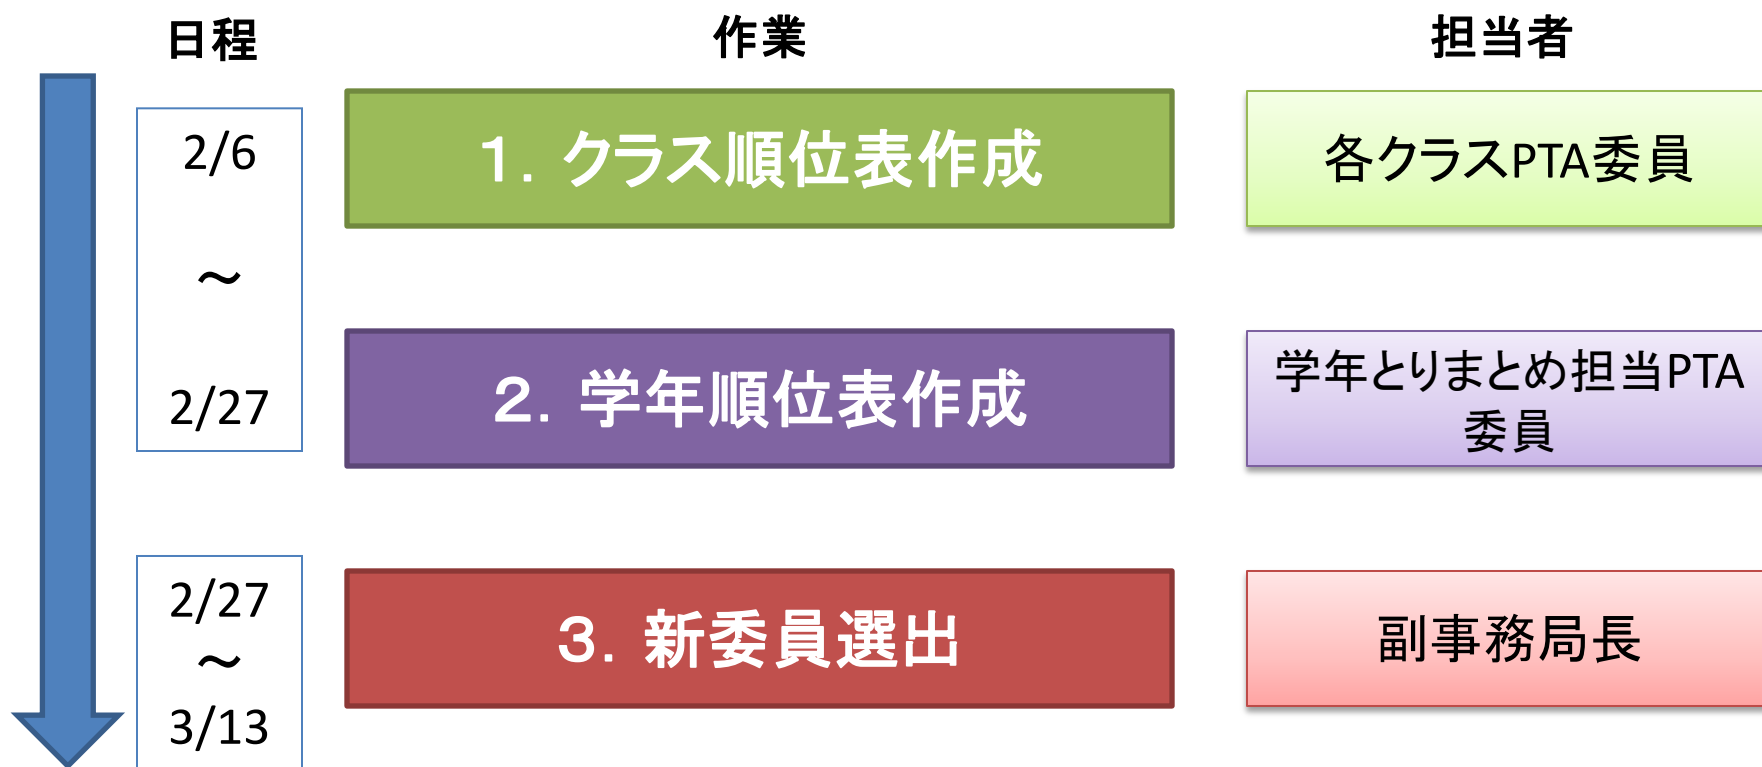 日程
作業
担当者
2/6
～
2/27
１．クラス順位表作成
各クラスPTA委員
２．学年順位表作成
学年とりまとめ担当PTA
委員
2/27
～
3/13
３．新委員選出
副事務局長